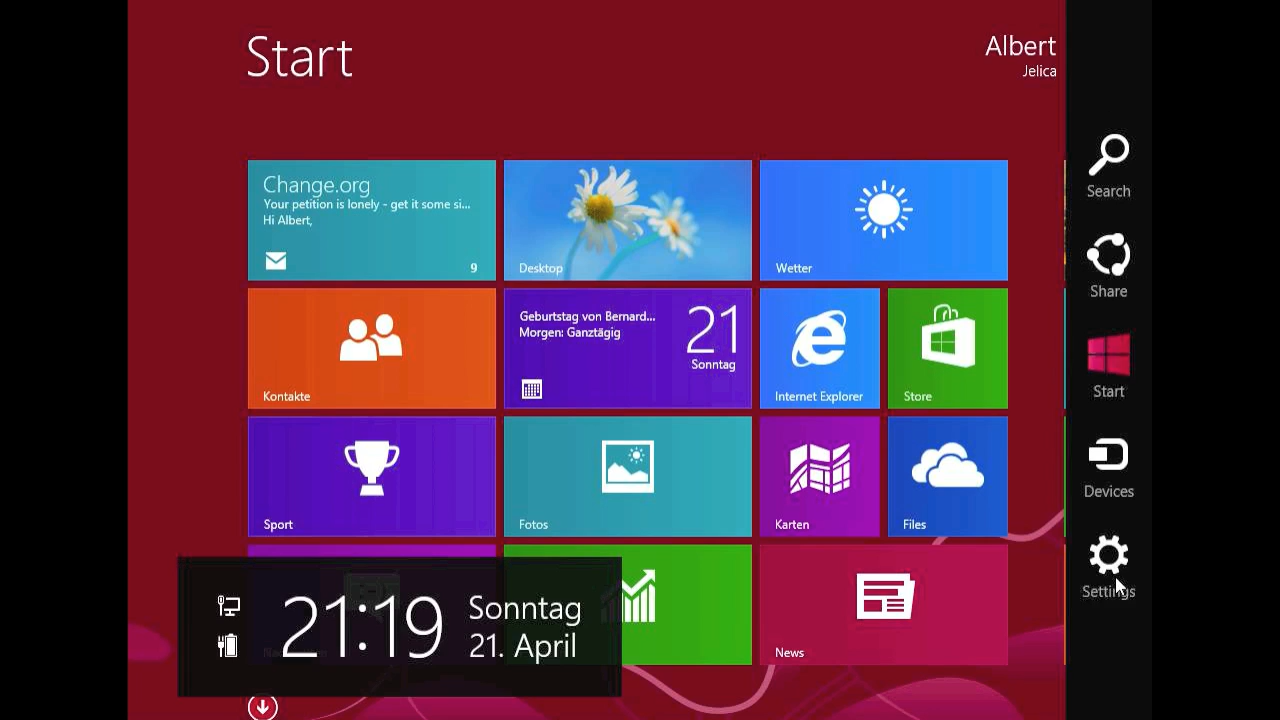 Start
Albert
Jelica
Change.org
Your petition is lonely - get it some si...
Hi Albert,
9
Desktop
Wetter
Kontakte
Geburtstag von Bernard...
Morgen: Ganztägig
21
Sonntag
Internet Explorer
Store
Sport
Fotos
Karten
Files
News
21:19
Sonntag
21. April
Search
Share
Start
Devices
Settings